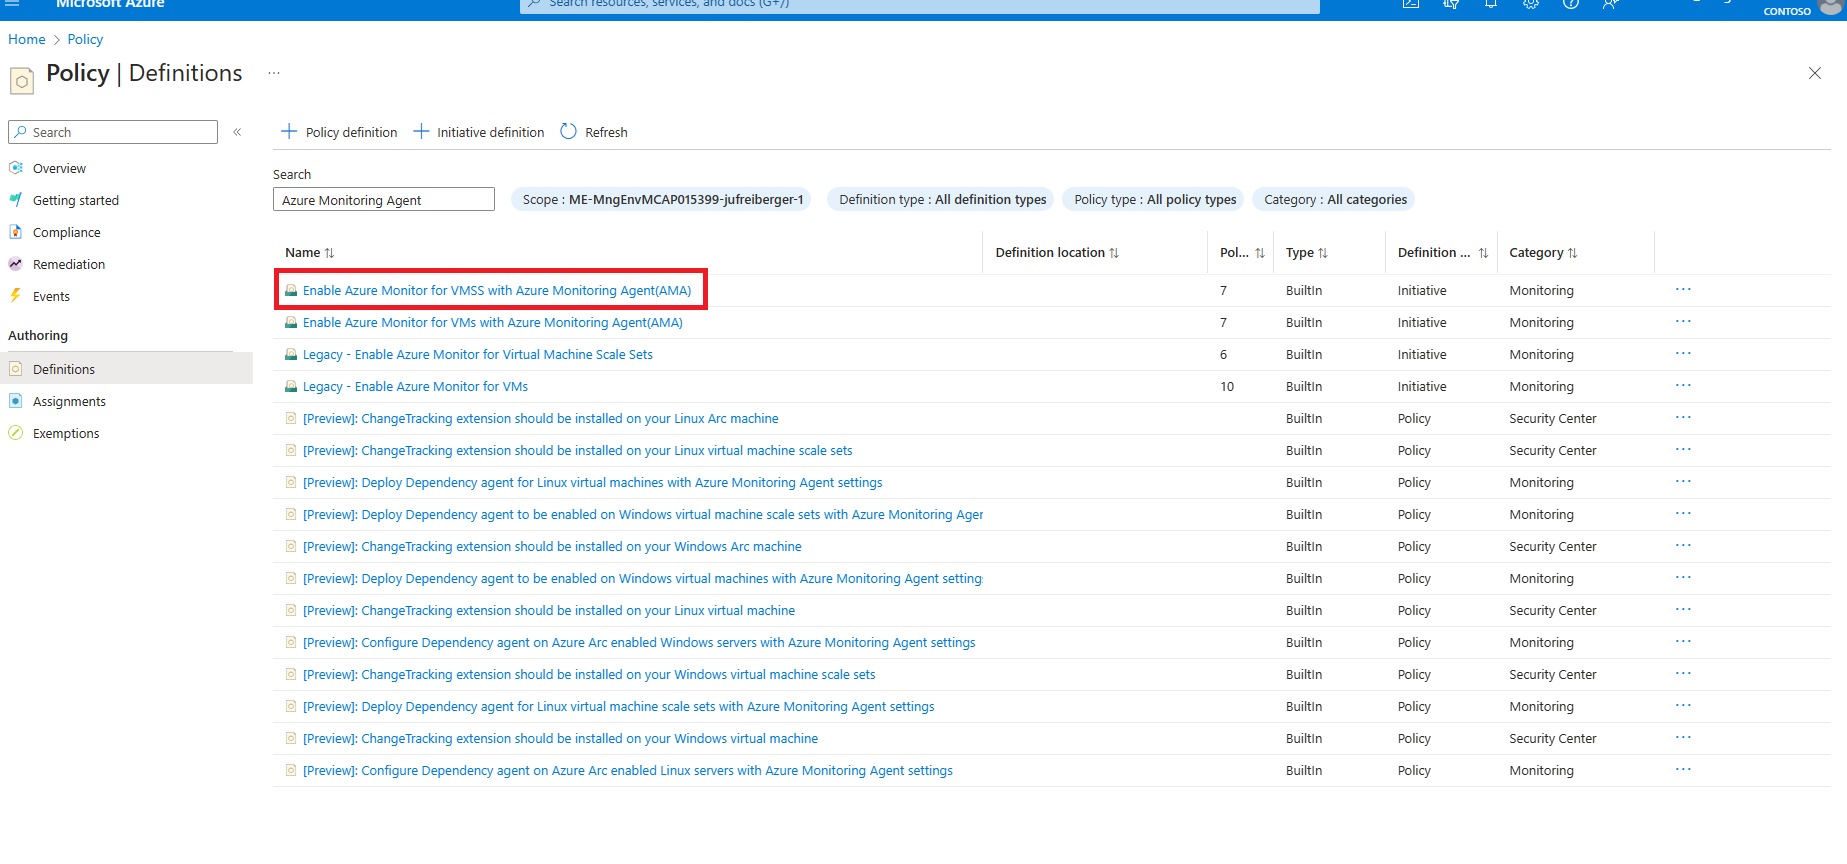 Microsoft Azure
Search resources, services, and docs (G+/)
CONTOSO
Home > Policy
Policy | Definitions ...
Search «
Overview
Getting started
Compliance
Remediation
Events
Authoring
Definitions
Assignments
Exemptions
+ Policy definition + Initiative definition Refresh
Search
Azure Monitoring Agent Scope : ME-MngEnvMCAP015399-jufreiberger-1 Definition type : All definition types Policy type : All policy types Category : All categories
Name ↑↓ Definition location ↑↓ Pol... ↑↓ Type ↑↓ Definition ... ↑↓ Category ↑↓
Enable Azure Monitor for VMSS with Azure Monitoring Agent(AMA) 7 BuiltIn Initiative Monitoring ...
Enable Azure Monitor for VMs with Azure Monitoring Agent(AMA) 7 BuiltIn Initiative Monitoring ...
Legacy - Enable Azure Monitor for Virtual Machine Scale Sets 6 BuiltIn Initiative Monitoring ...
Legacy - Enable Azure Monitor for VMs 10 BuiltIn Initiative Monitoring ...
[Preview]: ChangeTracking extension should be installed on your Linux Arc machine BuiltIn Policy Security Center ...
[Preview]: ChangeTracking extension should be installed on your Linux virtual machine scale sets BuiltIn Policy Security Center ...
[Preview]: Deploy Dependency agent for Linux virtual machines with Azure Monitoring Agent settings BuiltIn Policy Monitoring ...
[Preview]: Deploy Dependency agent to be enabled on Windows virtual machine scale sets with Azure Monitoring Agen BuiltIn Policy Monitoring ...
[Preview]: ChangeTracking extension should be installed on your Windows Arc machine BuiltIn Policy Security Center ...
[Preview]: Deploy Dependency agent to be enabled on Windows virtual machines with Azure Monitoring Agent setting BuiltIn Policy Monitoring ...
[Preview]: ChangeTracking extension should be installed on your Linux virtual machine BuiltIn Policy Security Center ...
[Preview]: Configure Dependency agent on Azure Arc enabled Windows servers with Azure Monitoring Agent settings BuiltIn Policy Monitoring ...
[Preview]: ChangeTracking extension should be installed on your Windows virtual machine scale sets BuiltIn Policy Security Center ...
[Preview]: Deploy Dependency agent for Linux virtual machine scale sets with Azure Monitoring Agent settings BuiltIn Policy Monitoring ...
[Preview]: ChangeTracking extension should be installed on your Windows virtual machine BuiltIn Policy Security Center ...
[Preview]: Configure Dependency agent on Azure Arc enabled Linux servers with Azure Monitoring Agent settings BuiltIn Policy Monitoring ...